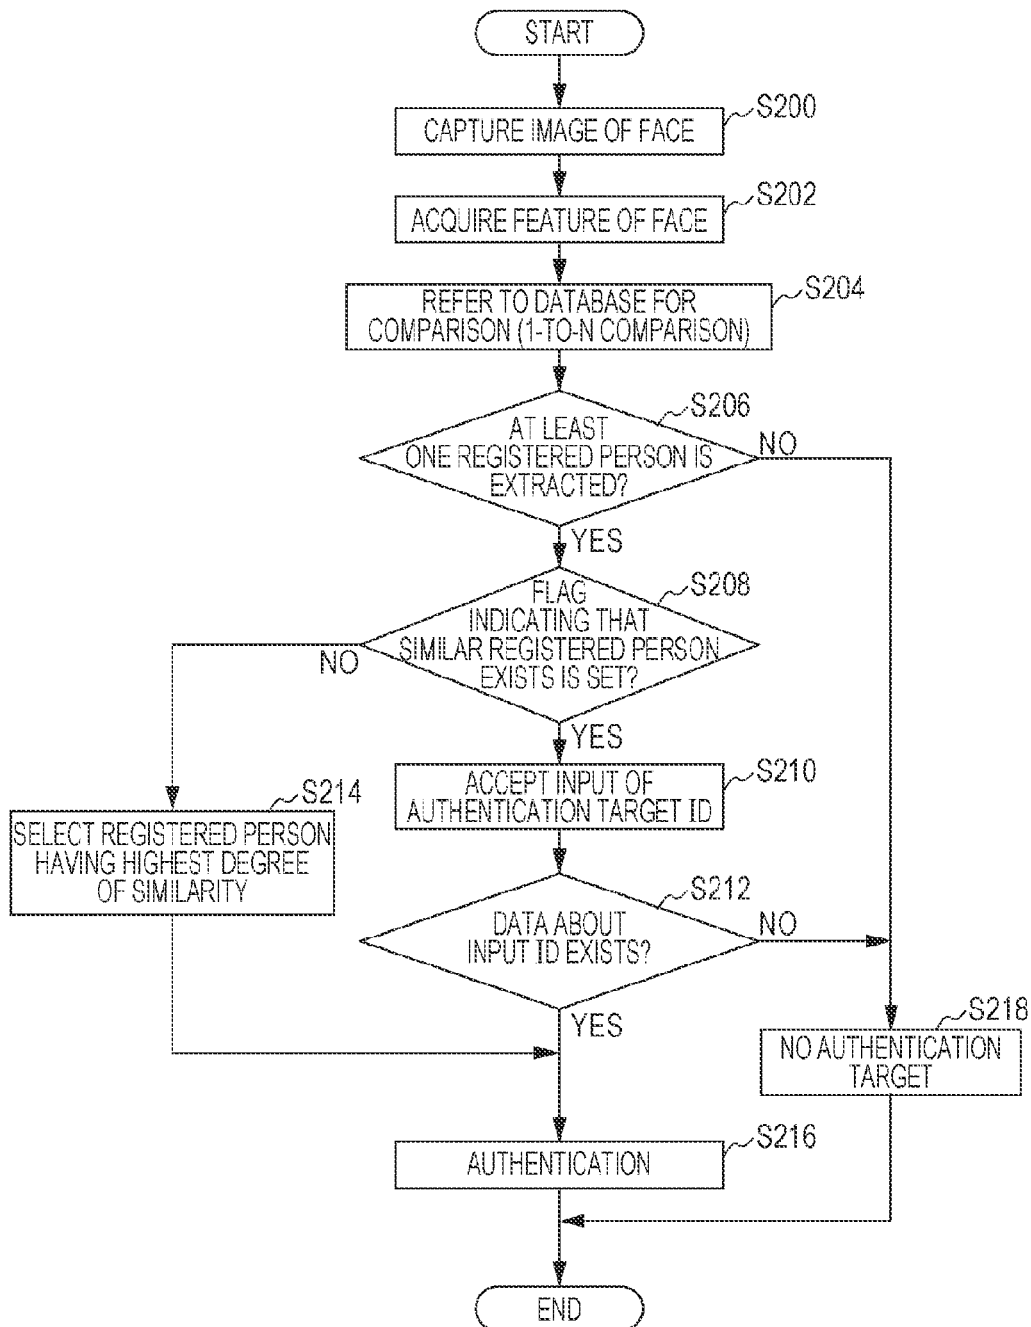 START
S200
CAPTURE IMAGE OF FACE
S202
ACQUIRE FEATURE OF FACE
S204
REFER TO DATABASE FOR
COMPARISON (1-TO-N COMPARISON)
S206
AT LEAST
ONE REGISTERED PERSON IS
EXTRACTED?
NO
YES
S208
FLAG
INDICATING THAT
SIMILAR REGISTERED PERSON
EXISTS IS SET?
NO
YES
S210
ACCEPT INPUT OF
AUTHENTICATION TARGET ID
S214
SELECT REGISTERED PERSON
HAVING HIGHEST DEGREE
OF SIMILARITY
S212
DATA ABOUT
INPUT ID EXISTS?
NO
YES
S218
NO AUTHENTICATION
TARGET
S216
AUTHENTICATION
END